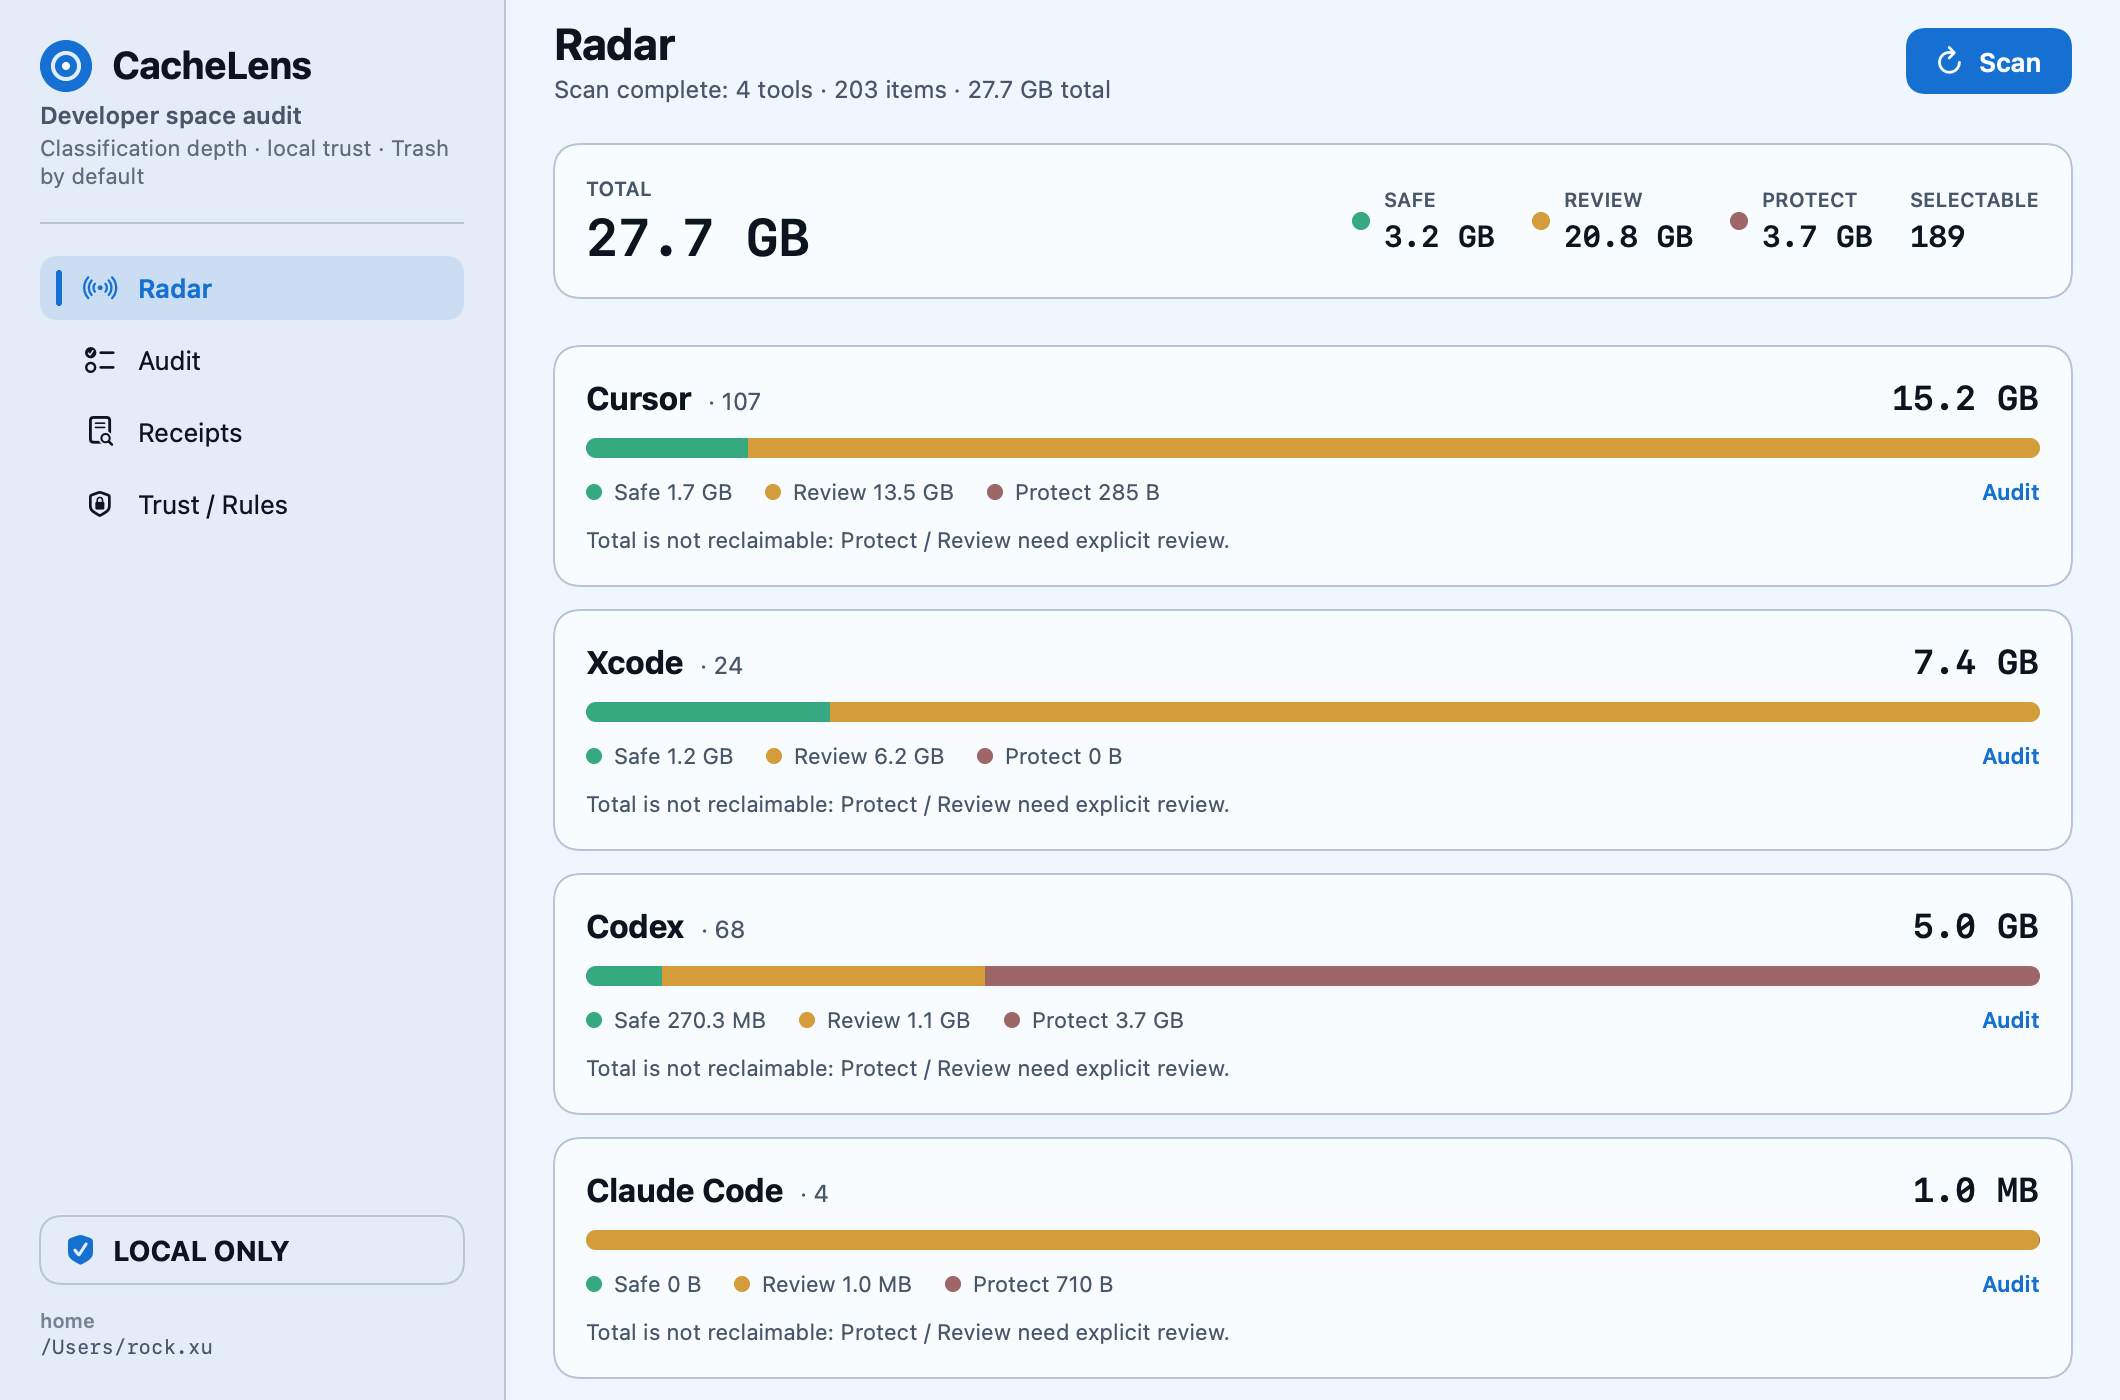 CacheLens
Developer space audit
Classification depth · local trust · Trash
by default
Radar
Audit
Receipts
Trust / Rules
LOCAL ONLY
home
/Users/rock.xu
Radar
Scan complete: 4 tools · 203 items · 27.7 GB total
Scan
TOTAL
27.7 GB
SAFE
3.2 GB
REVIEW
20.8 GB
PROTECT
3.7 GB
SELECTABLE
189
Cursor · 107
15.2 GB
Safe 1.7 GB Review 13.5 GB Protect 285 B
Audit
Total is not reclaimable: Protect / Review need explicit review.
Xcode · 24
7.4 GB
Safe 1.2 GB Review 6.2 GB Protect 0 B
Audit
Total is not reclaimable: Protect / Review need explicit review.
Codex · 68
5.0 GB
Safe 270.3 MB Review 1.1 GB Protect 3.7 GB
Audit
Total is not reclaimable: Protect / Review need explicit review.
Claude Code · 4
1.0 MB
Safe 0 B Review 1.0 MB Protect 710 B
Audit
Total is not reclaimable: Protect / Review need explicit review.